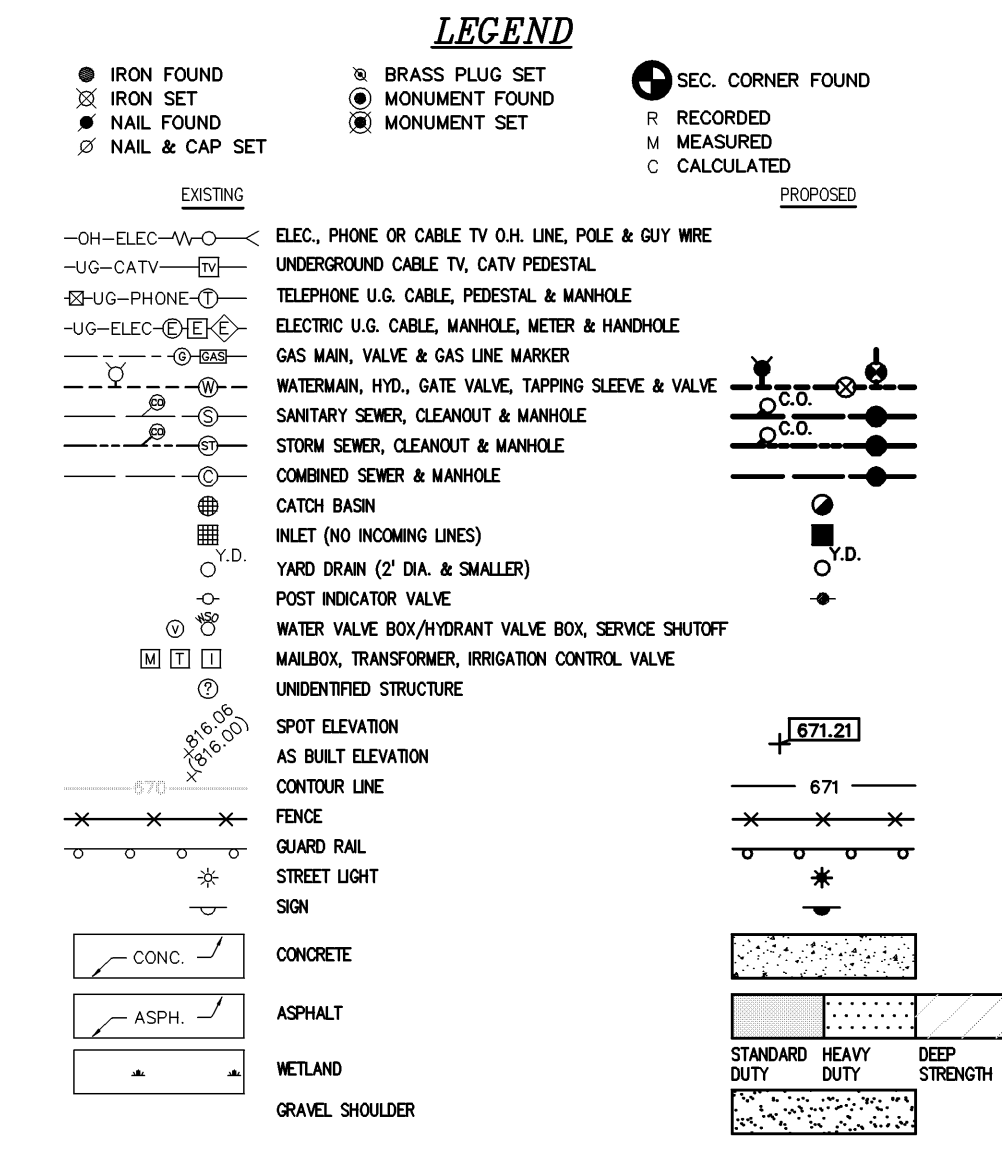 LEGEND
IRON FOUND
IRON SET
NAIL FOUND
NAIL & CAP SET
BRASS PLUG SET
MONUMENT FOUND
MONUMENT SET
SEC. CORNER FOUND
R RECORDED
M MEASURED
C CALCULATED
EXISTING
PROPOSED
OH-ELEC ELEC., PHONE OR CABLE TV O.H. LINE, POLE & GUY WIRE
UG-CATV TV UNDERGROUND CABLE TV, CATV PEDESTAL
UG-PHONE T TELEPHONE U.G. CABLE, PEDESTAL & MANHOLE
UG-ELEC E E E ELECTRIC U.G. CABLE, MANHOLE, METER & HANDHOLE
G GAS GAS MAIN, VALVE & GAS LINE MARKER
W WATERMAIN, HYD., GATE VALVE, TAPPING SLEEVE & VALVE
CO S SANITARY SEWER, CLEANOUT & MANHOLE C.O.
CO ST STORM SEWER, CLEANOUT & MANHOLE C.O.
C COMBINED SEWER & MANHOLE
CATCH BASIN
INLET (NO INCOMING LINES)
Y.D. YARD DRAIN (2' DIA. & SMALLER) Y.D.
POST INDICATOR VALVE
V WSO WATER VALVE BOX/HYDRANT VALVE BOX, SERVICE SHUTOFF
M T I MAILBOX, TRANSFORMER, IRRIGATION CONTROL VALVE
? UNIDENTIFIED STRUCTURE
816.06 SPOT ELEVATION 671.21
(816.00) AS BUILT ELEVATION
670 CONTOUR LINE 671
FENCE
GUARD RAIL
STREET LIGHT
SIGN
CONC. CONCRETE
ASPH. ASPHALT
STANDARD DUTY
HEAVY DUTY
DEEP STRENGTH
WETLAND
GRAVEL SHOULDER